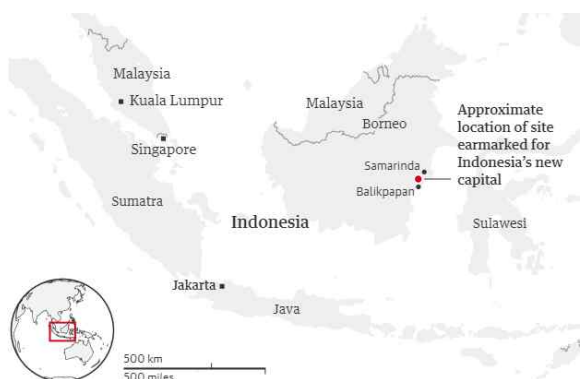 Malaysia
Kuala Lumpur
Singapore
Malaysia
Borneo
Approximate
location of site
earmarked for
Indonesia's new
capital
Samarinda
Balikpapan
Sumatra
Indonesia
Sulawesi
Jakarta
Java
500 km
500 miles